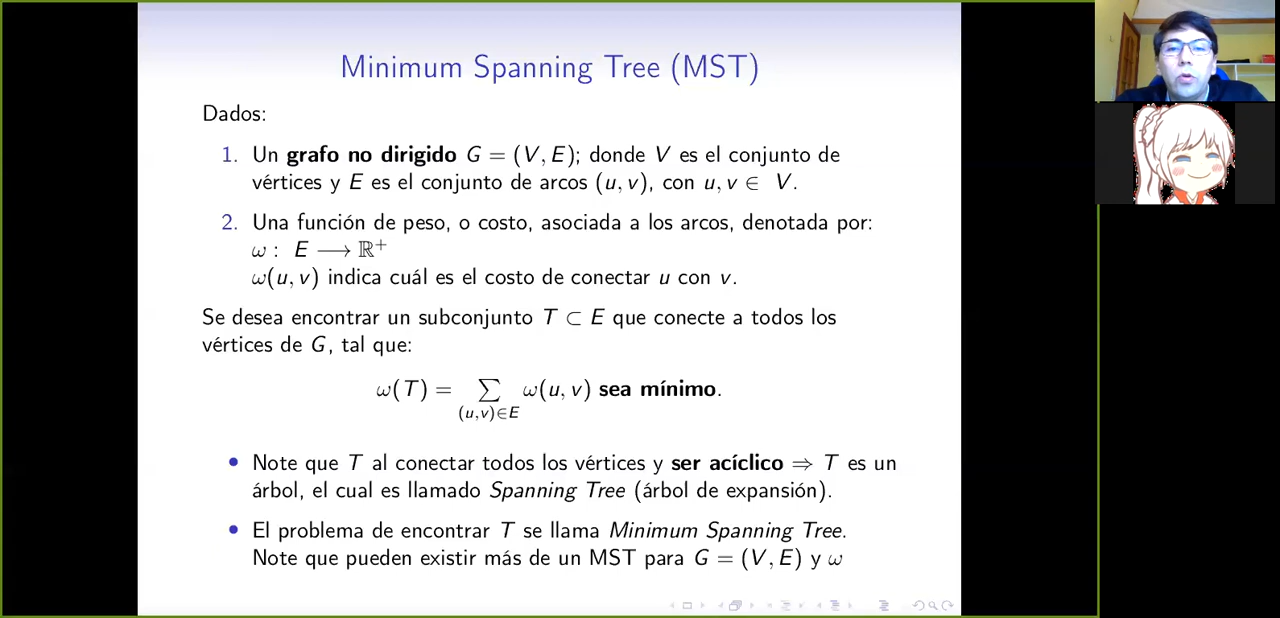 Minimum Spanning Tree (MST)
Dados:
1. Un grafo no dirigido G = (V, E); donde V es el conjunto de
vértices y E es el conjunto de arcos (u, v), con u, v ∈ V.
2. Una función de peso, o costo, asociada a los arcos, denotada por:
ω : E ⟶ ℝ⁺
ω(u, v) indica cuál es el costo de conectar u con v.
Se desea encontrar un subconjunto T ⊂ E que conecte a todos los
vértices de G, tal que:
ω(T) = ∑ ω(u, v) sea mínimo.
(u,v)∈E
• Note que T al conectar todos los vértices y ser acíclico ⇒ T es un
árbol, el cual es llamado Spanning Tree (árbol de expansión).
• El problema de encontrar T se llama Minimum Spanning Tree.
Note que pueden existir más de un MST para G = (V, E) y ω